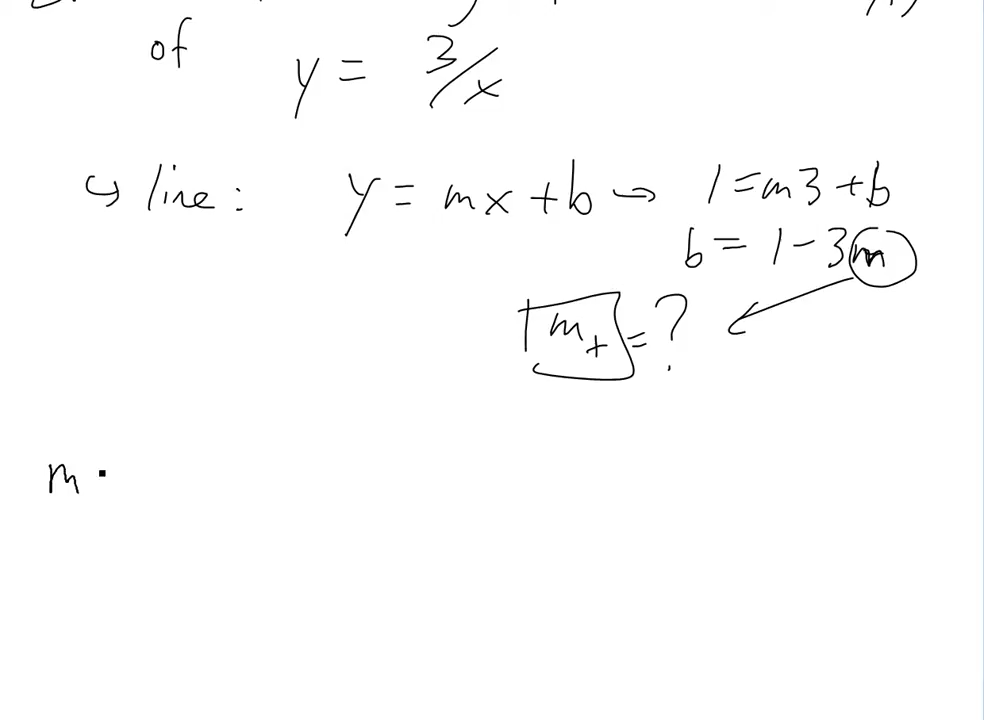 of y = 3/x
↪ line: y = mx + b → 1 = m3 + b
b = 1 - 3m
m+ = ?
m